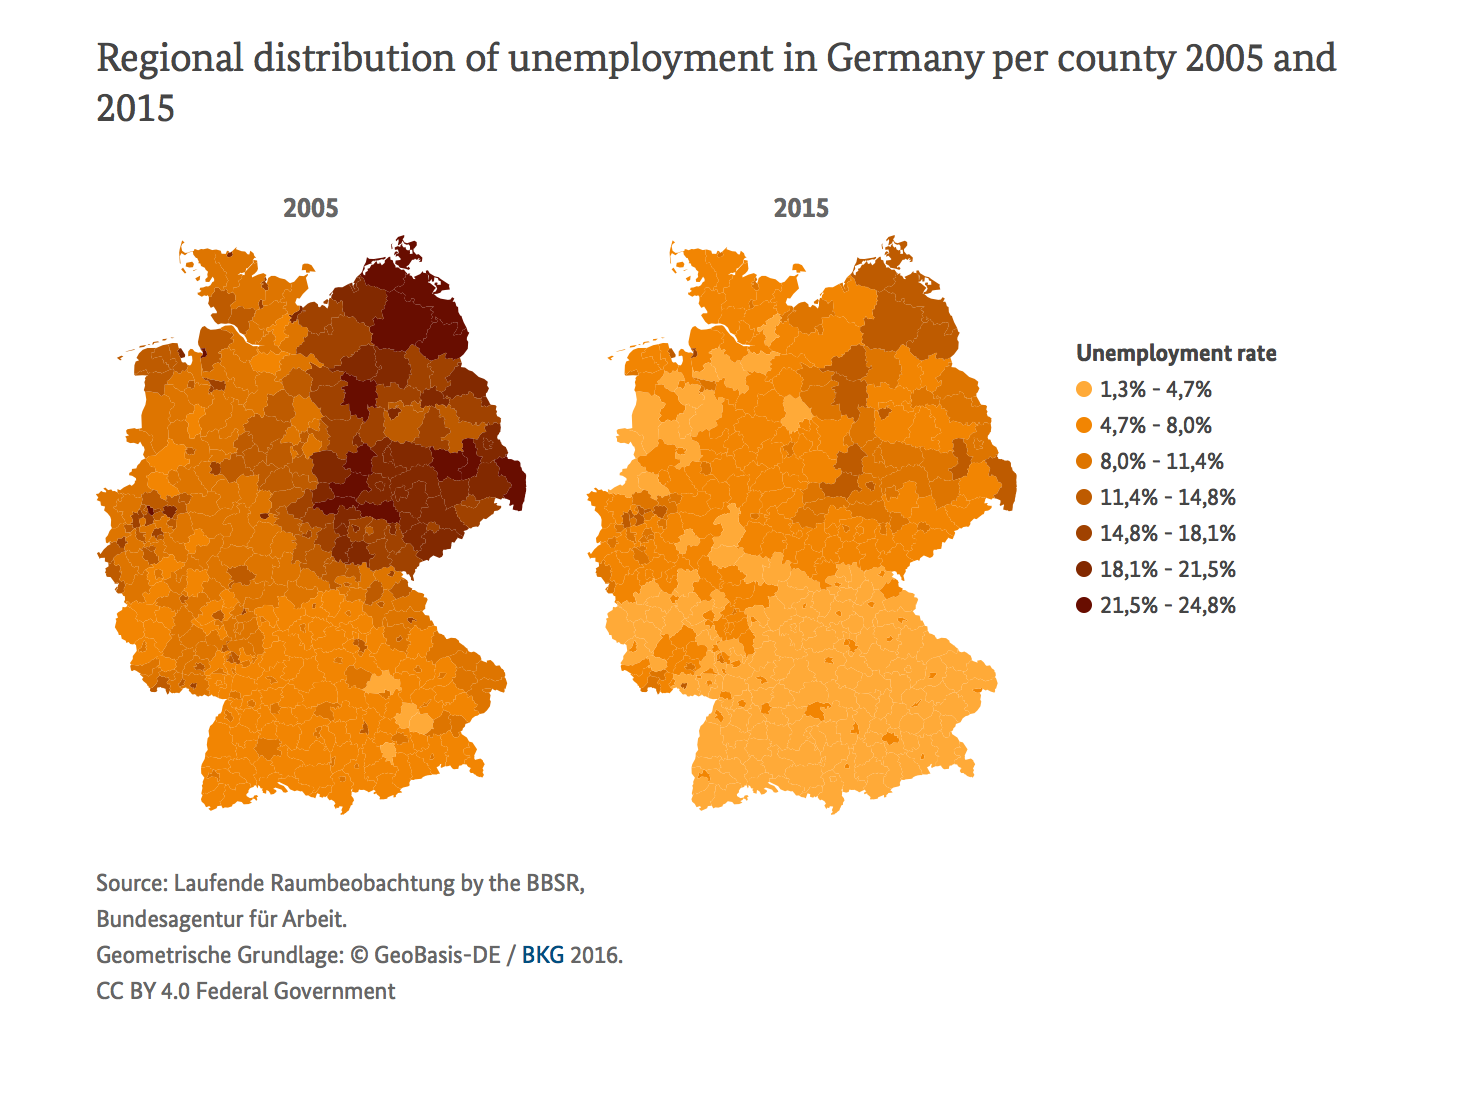 Regional distribution of unemployment in Germany per county 2005 and
2015
2005
2015
Unemployment rate
1,3% - 4,7%
4,7% - 8,0%
8,0% - 11,4%
11,4% - 14,8%
14,8% - 18,1%
18,1% - 21,5%
21,5% - 24,8%
Source: Laufende Raumbeobachtung by the BBSR,
Bundesagentur für Arbeit.
Geometrische Grundlage: © GeoBasis-DE / BKG 2016.
CC BY 4.0 Federal Government